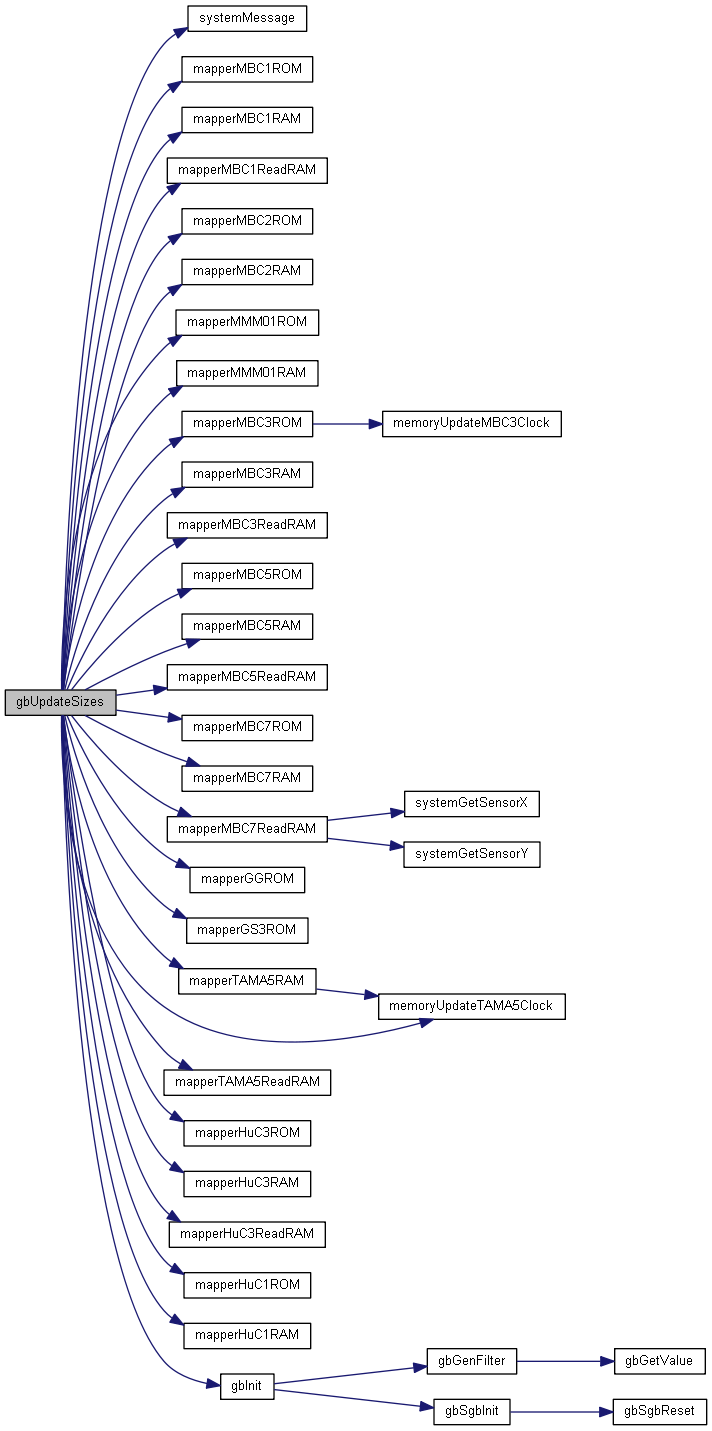 systemMessage
mapperMBC1ROM
mapperMBC1RAM
mapperMBC1ReadRAM
mapperMBC2ROM
mapperMBC2RAM
mapperMMM01ROM
mapperMMM01RAM
mapperMBC3ROM
memoryUpdateMBC3Clock
mapperMBC3RAM
mapperMBC3ReadRAM
mapperMBC5ROM
mapperMBC5RAM
mapperMBC5ReadRAM
gbUpdateSizes
mapperMBC7ROM
mapperMBC7RAM
systemGetSensorX
mapperMBC7ReadRAM
systemGetSensorY
mapperGGROM
mapperGS3ROM
mapperTAMA5RAM
memoryUpdateTAMA5Clock
mapperTAMA5ReadRAM
mapperHuC3ROM
mapperHuC3RAM
mapperHuC3ReadRAM
mapperHuC1ROM
mapperHuC1RAM
gbGenFilter
gbGetValue
gbInit
gbSgbInit
gbSgbReset